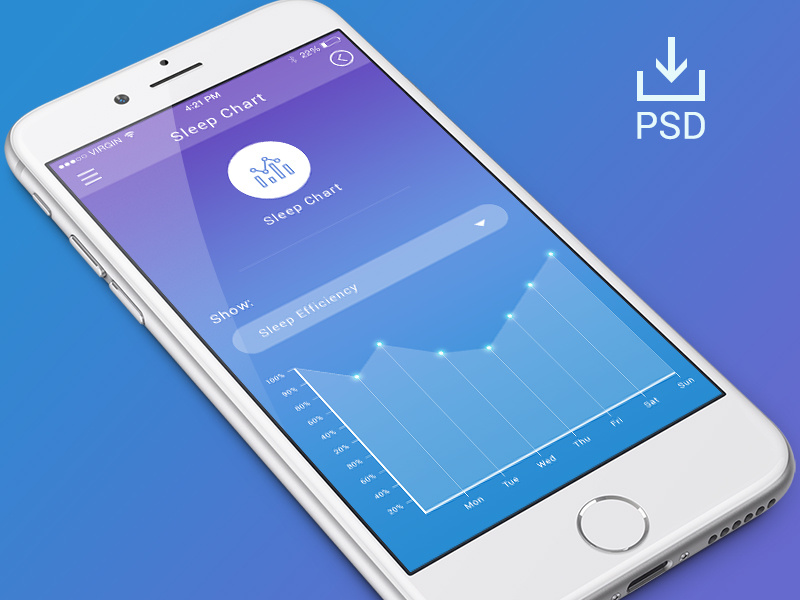 ●●●○○ VIRGIN 4:21 PM 22%
Sleep Chart
Sleep Chart
Show:
Sleep Efficiency
100%
90%
80%
60%
40%
20%
80%
60%
40%
20%
Mon Tue Wed Thu Fri Sat Sun
PSD